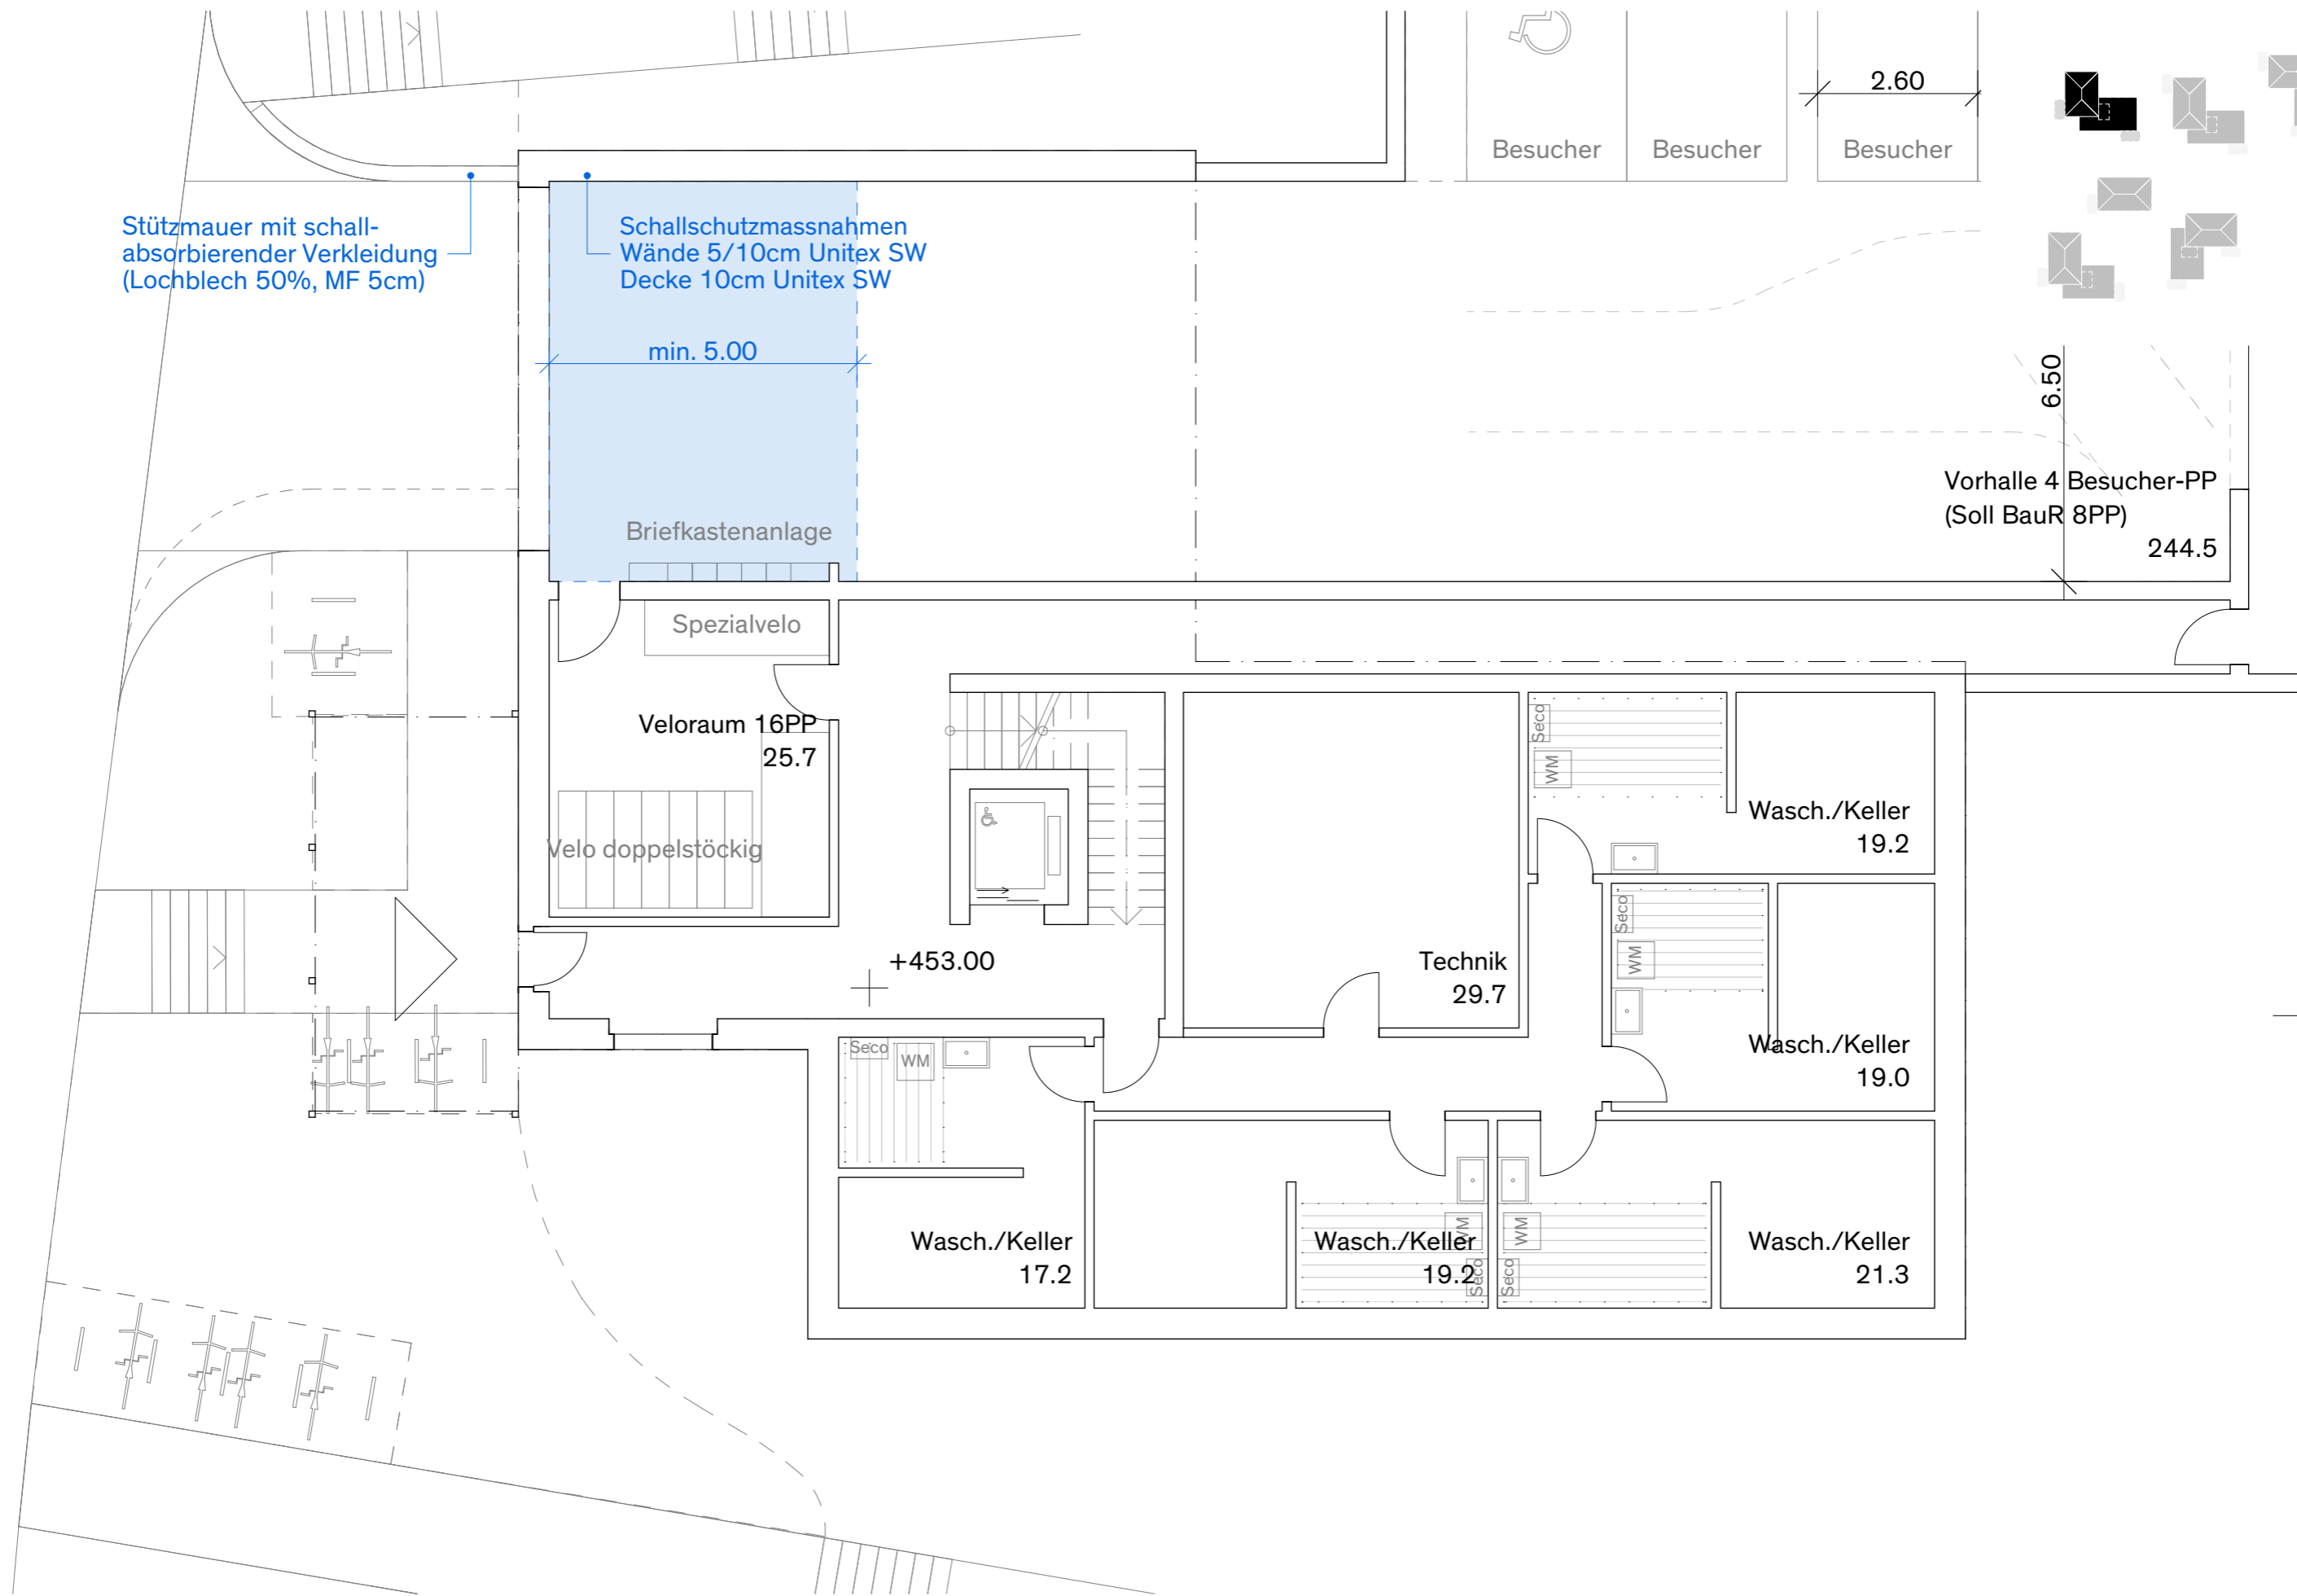 2.60
Besucher
Besucher
Besucher
Stützmauer mit schall-
absorbierender Verkleidung
(Lochblech 50%, MF 5cm)
Schallschutzmassnahmen
Wände 5/10cm Unitex SW
Decke 10cm Unitex SW
min. 5.00
6.50
Vorhalle 4 Besucher-PP
(Soll BauR 8PP)
244.5
Briefkastenanlage
Spezialvelo
Veloraum 16PP
25.7
Velo doppelstöckig
+453.00
Technik
29.7
Seco
WM
Wasch./Keller
19.2
Seco
WM
Wasch./Keller
19.0
Seco
WM
Wasch./Keller
17.2
WM
Seco
Wasch./Keller
19.2
WM
Seco
Wasch./Keller
21.3